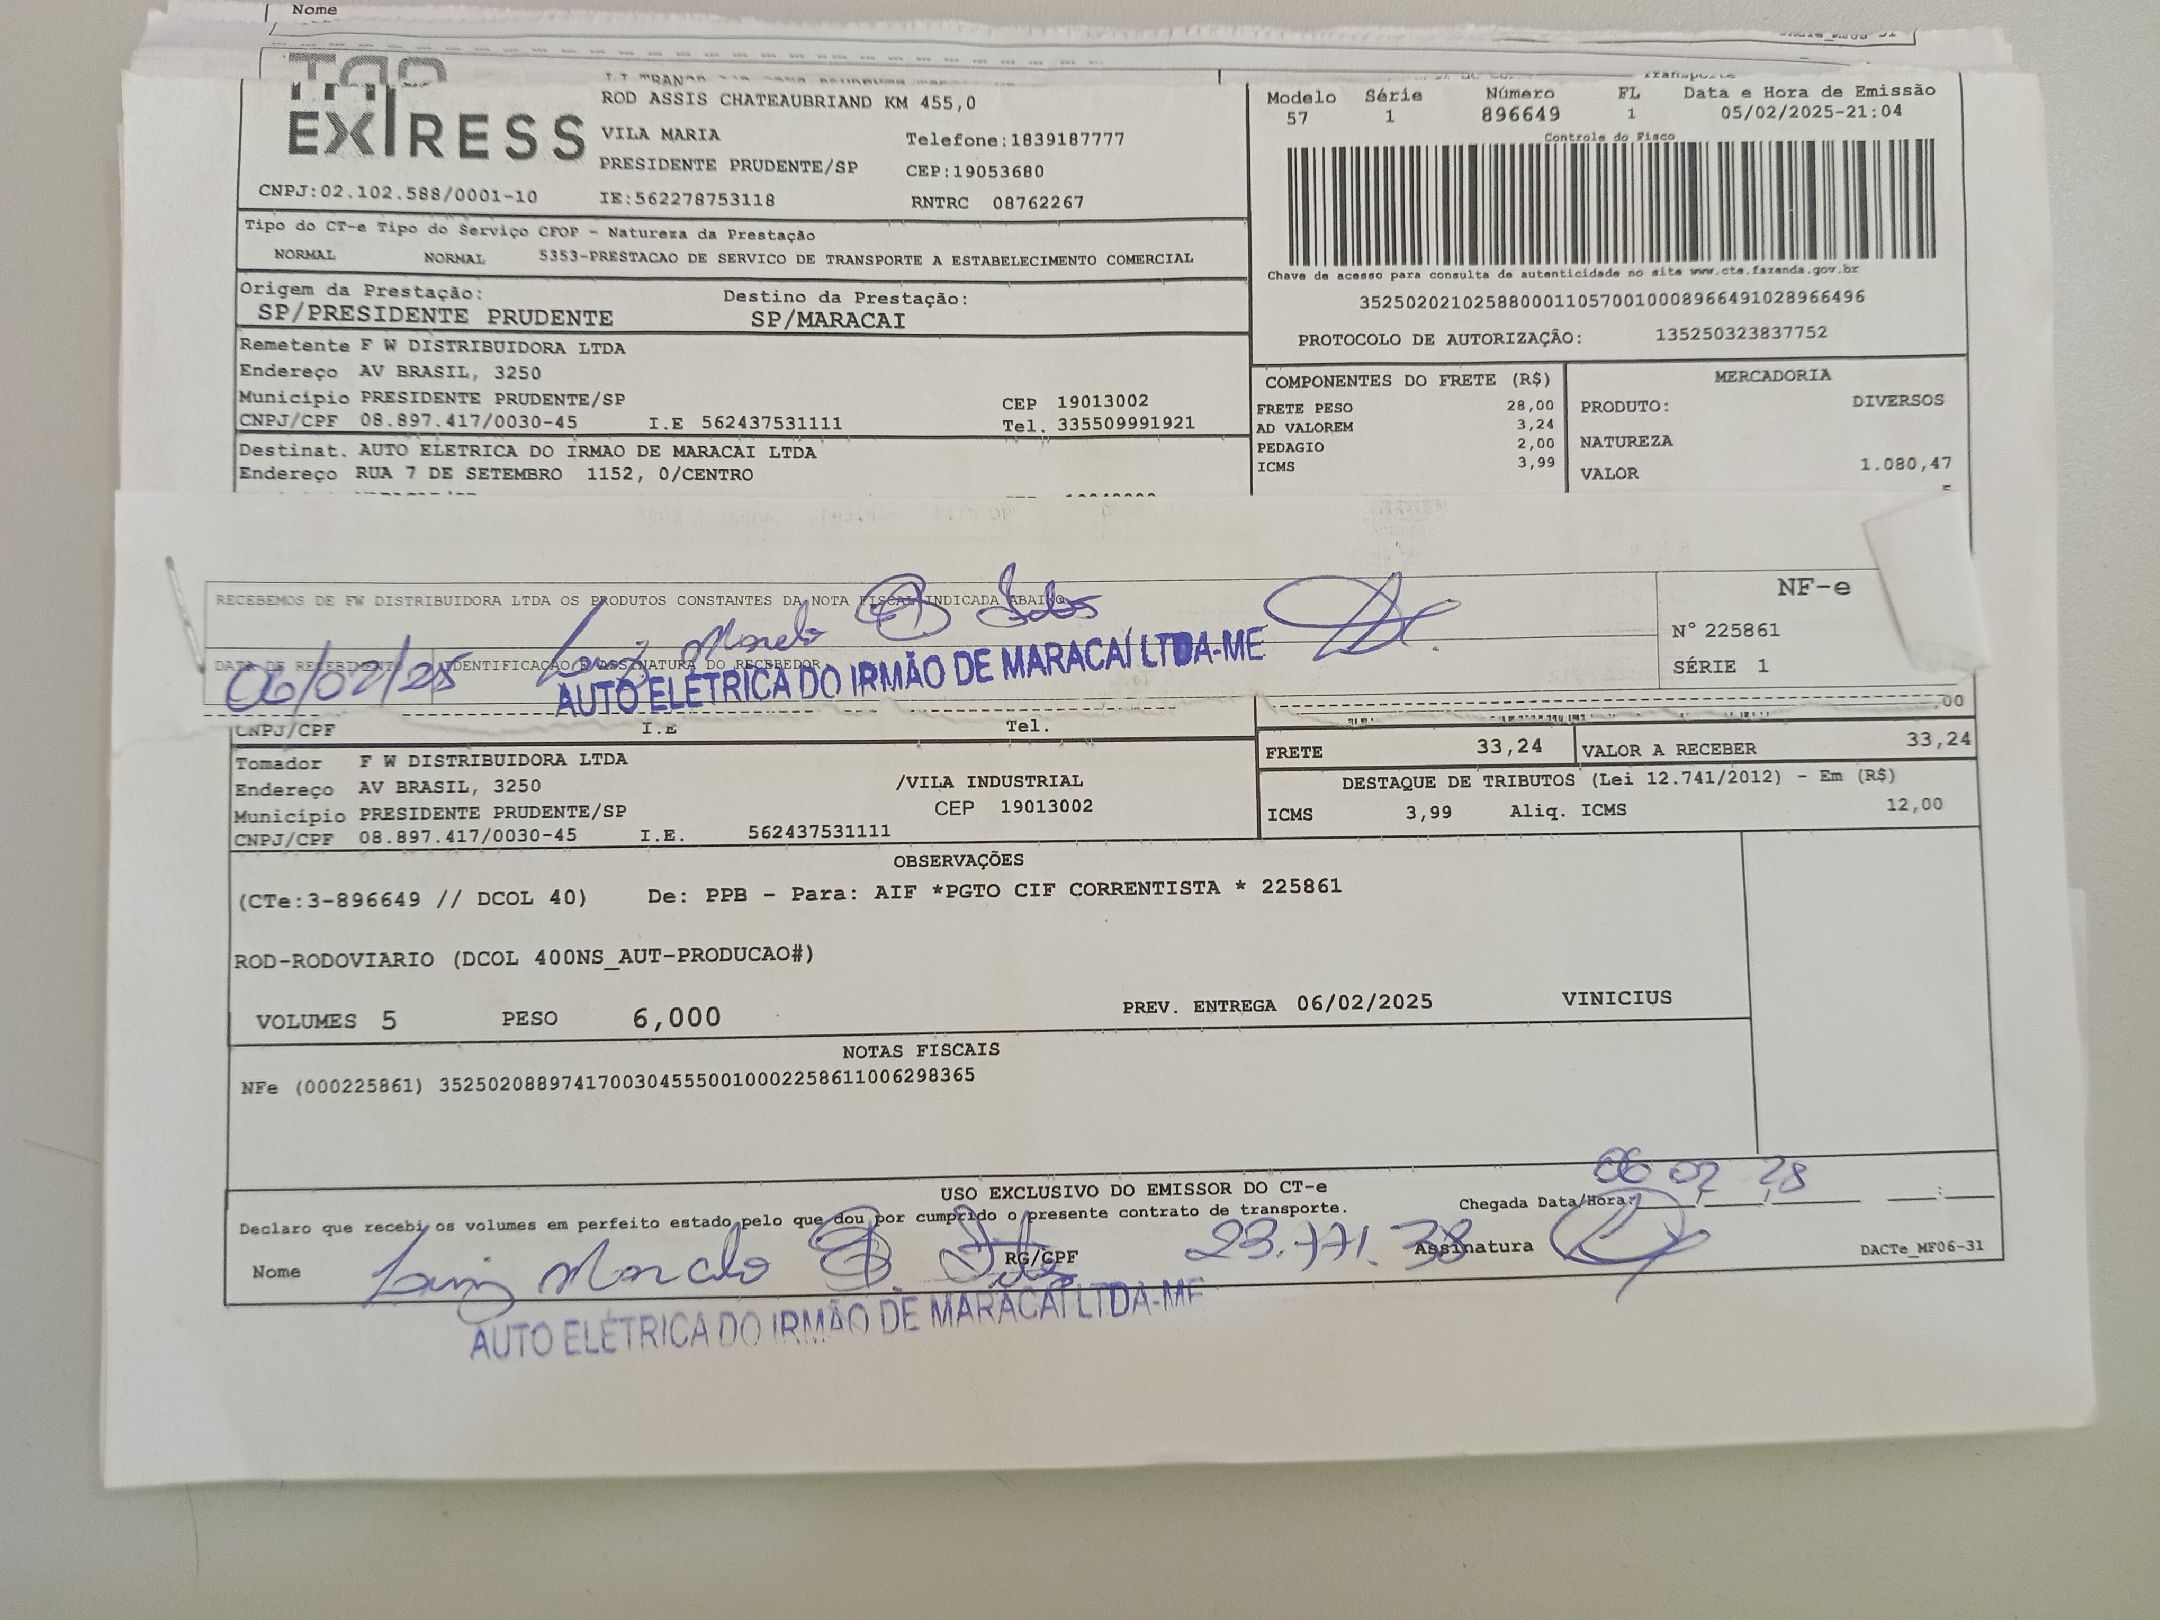 Nome
EXPRESS
ROD ASSIS CHATEAUBRIAND KM 455,0
VILA MARIA Telefone:1839187777
PRESIDENTE PRUDENTE/SP CEP:19053680
CNPJ:02.102.588/0001-10 IE:562278753118 RNTRC 08762267
Modelo Série Número FL Data e Hora de Emissão
57 1 896649 1 05/02/2025-21:04
Controle do Fisco
Chave de acesso para consulta de autenticidade no site www.cte.fazenda.gov.br
35250202102588000110570010008966491028966496
PROTOCOLO DE AUTORIZAÇÃO: 135250323837752
Tipo do CT-e Tipo do Serviço CFOP - Natureza da Prestação
NORMAL NORMAL 5353-PRESTACAO DE SERVICO DE TRANSPORTE A ESTABELECIMENTO COMERCIAL
Origem da Prestação: Destino da Prestação:
SP/PRESIDENTE PRUDENTE SP/MARACAI
Remetente F W DISTRIBUIDORA LTDA
Endereço AV BRASIL, 3250
Município PRESIDENTE PRUDENTE/SP CEP 19013002
CNPJ/CPF 08.897.417/0030-45 I.E 562437531111 Tel. 335509991921
Destinat. AUTO ELETRICA DO IRMAO DE MARACAI LTDA
Endereço RUA 7 DE SETEMBRO 1152, 0/CENTRO
COMPONENTES DO FRETE (R$)
FRETE PESO 28,00
AD VALOREM 3,24
PEDAGIO 2,00
ICMS 3,99
MERCADORIA
PRODUTO: DIVERSOS
NATUREZA
VALOR 1.080,47
RECEBEMOS DE FW DISTRIBUIDORA LTDA OS PRODUTOS CONSTANTES DA NOTA FISCAL INDICADA ABAIXO
DATA DE RECEBIMENTO IDENTIFICAÇÃO E ASSINATURA DO RECEBEDOR
06/02/25
AUTO ELÉTRICA DO IRMÃO DE MARACAÍ LTDA-ME
NF-e
N° 225861
SÉRIE 1
,00
CNPJ/CPF I.E Tel.
FRETE 33,24 VALOR A RECEBER 33,24
Tomador F W DISTRIBUIDORA LTDA
Endereço AV BRASIL, 3250 /VILA INDUSTRIAL
Município PRESIDENTE PRUDENTE/SP CEP 19013002
CNPJ/CPF 08.897.417/0030-45 I.E. 562437531111
DESTAQUE DE TRIBUTOS (Lei 12.741/2012) - Em (R$)
ICMS 3,99 Aliq. ICMS 12,00
OBSERVAÇÕES
(CTe:3-896649 // DCOL 40) De: PPB - Para: AIF *PGTO CIF CORRENTISTA * 225861
ROD-RODOVIARIO (DCOL 400NS_AUT-PRODUCAO#)
VOLUMES 5 PESO 6,000 PREV. ENTREGA 06/02/2025 VINICIUS
NOTAS FISCAIS
NFe (000225861) 35250208897417003045550010002258611006298365
USO EXCLUSIVO DO EMISSOR DO CT-e
Declaro que recebi os volumes em perfeito estado pelo que dou por cumprido o presente contrato de transporte.
Chegada Data/Hora:
Nome RG/CPF Assinatura
DACTe_MF06-31
AUTO ELÉTRICA DO IRMÃO DE MARACAÍ LTDA-ME